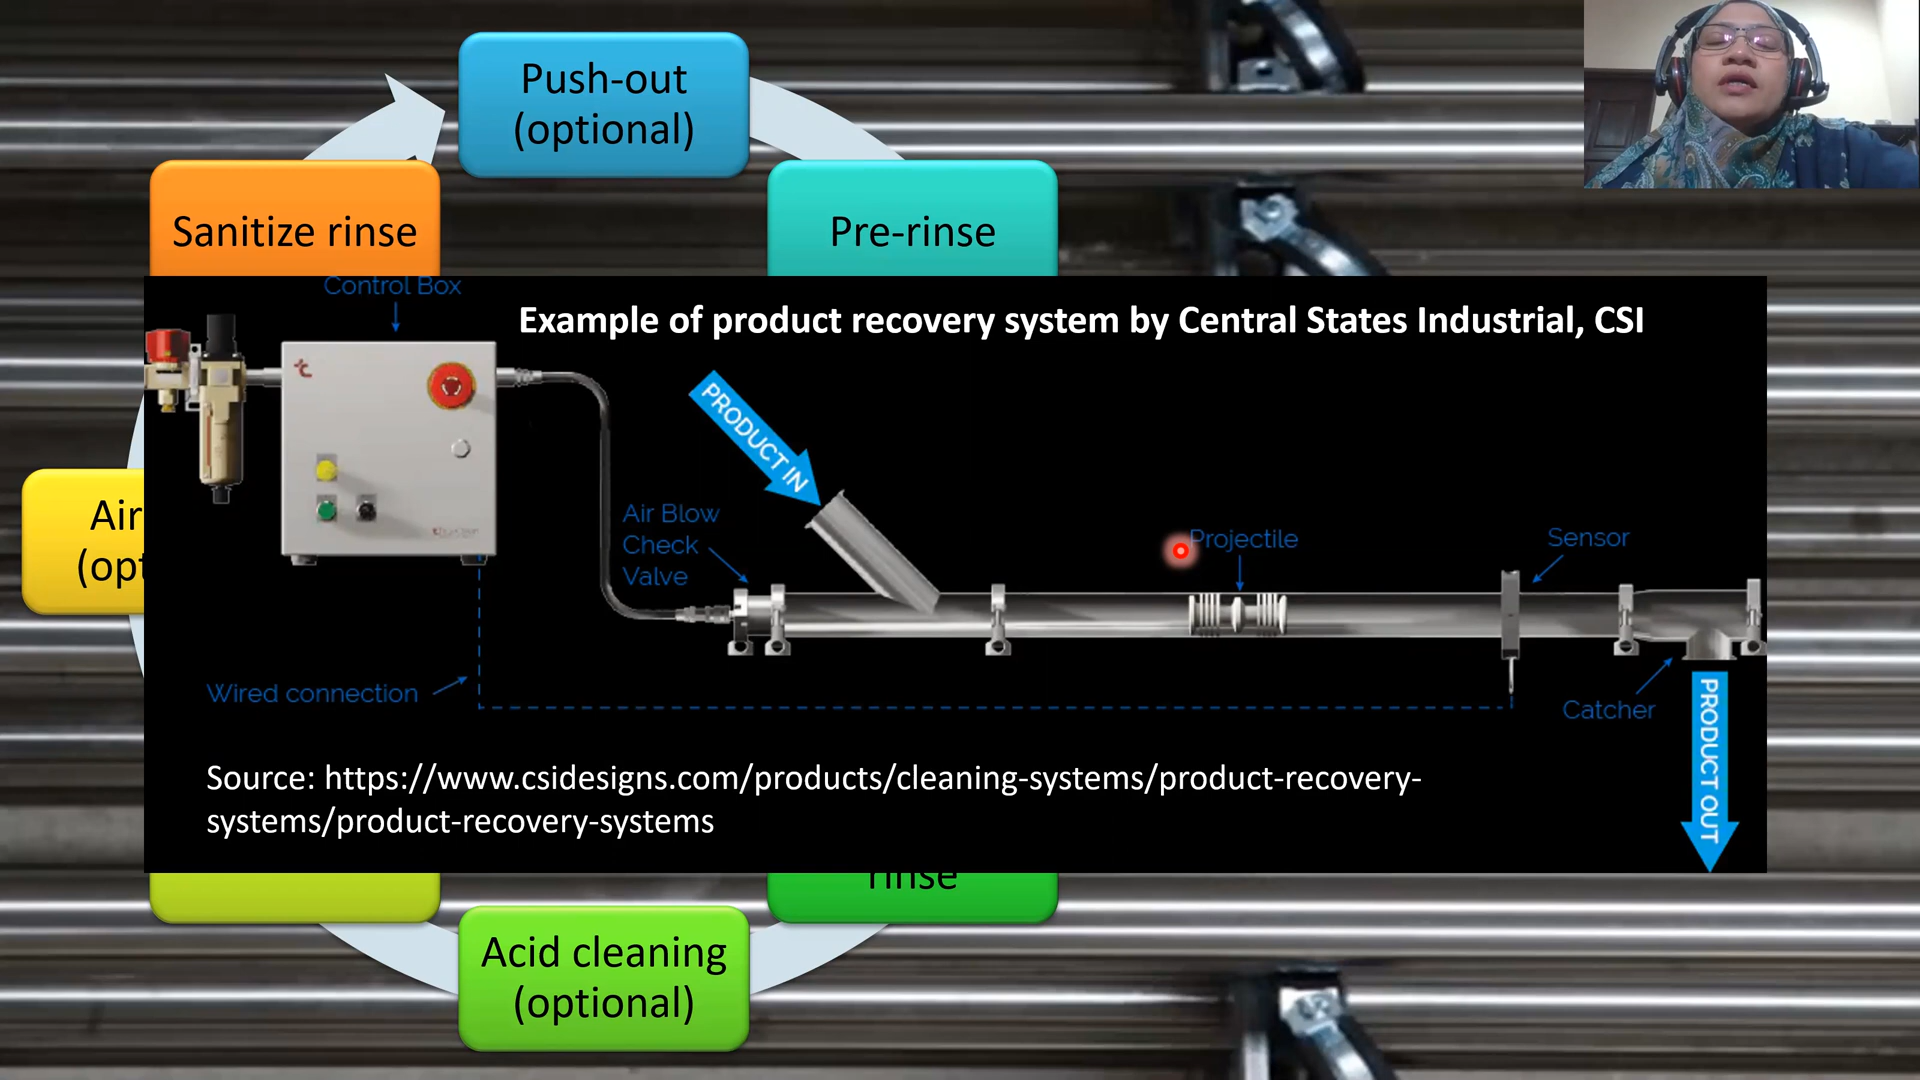 Push-out
(optional)
Sanitize rinse
Pre-rinse
Control Box
Example of product recovery system by Central States Industrial, CSI
PRODUCT IN
Air
(opt
Air Blow
Check
Valve
Projectile
Sensor
Wired connection
Catcher
PRODUCT OUT
Source: https://www.csidesigns.com/products/cleaning-systems/product-recovery-
systems/product-recovery-systems
rinse
Acid cleaning
(optional)